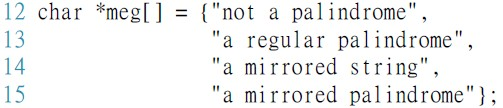 12 char *meg[] = {"not a palindrome",
13                "a regular palindrome",
14                "a mirrored string",
15                "a mirrored palindrome"};